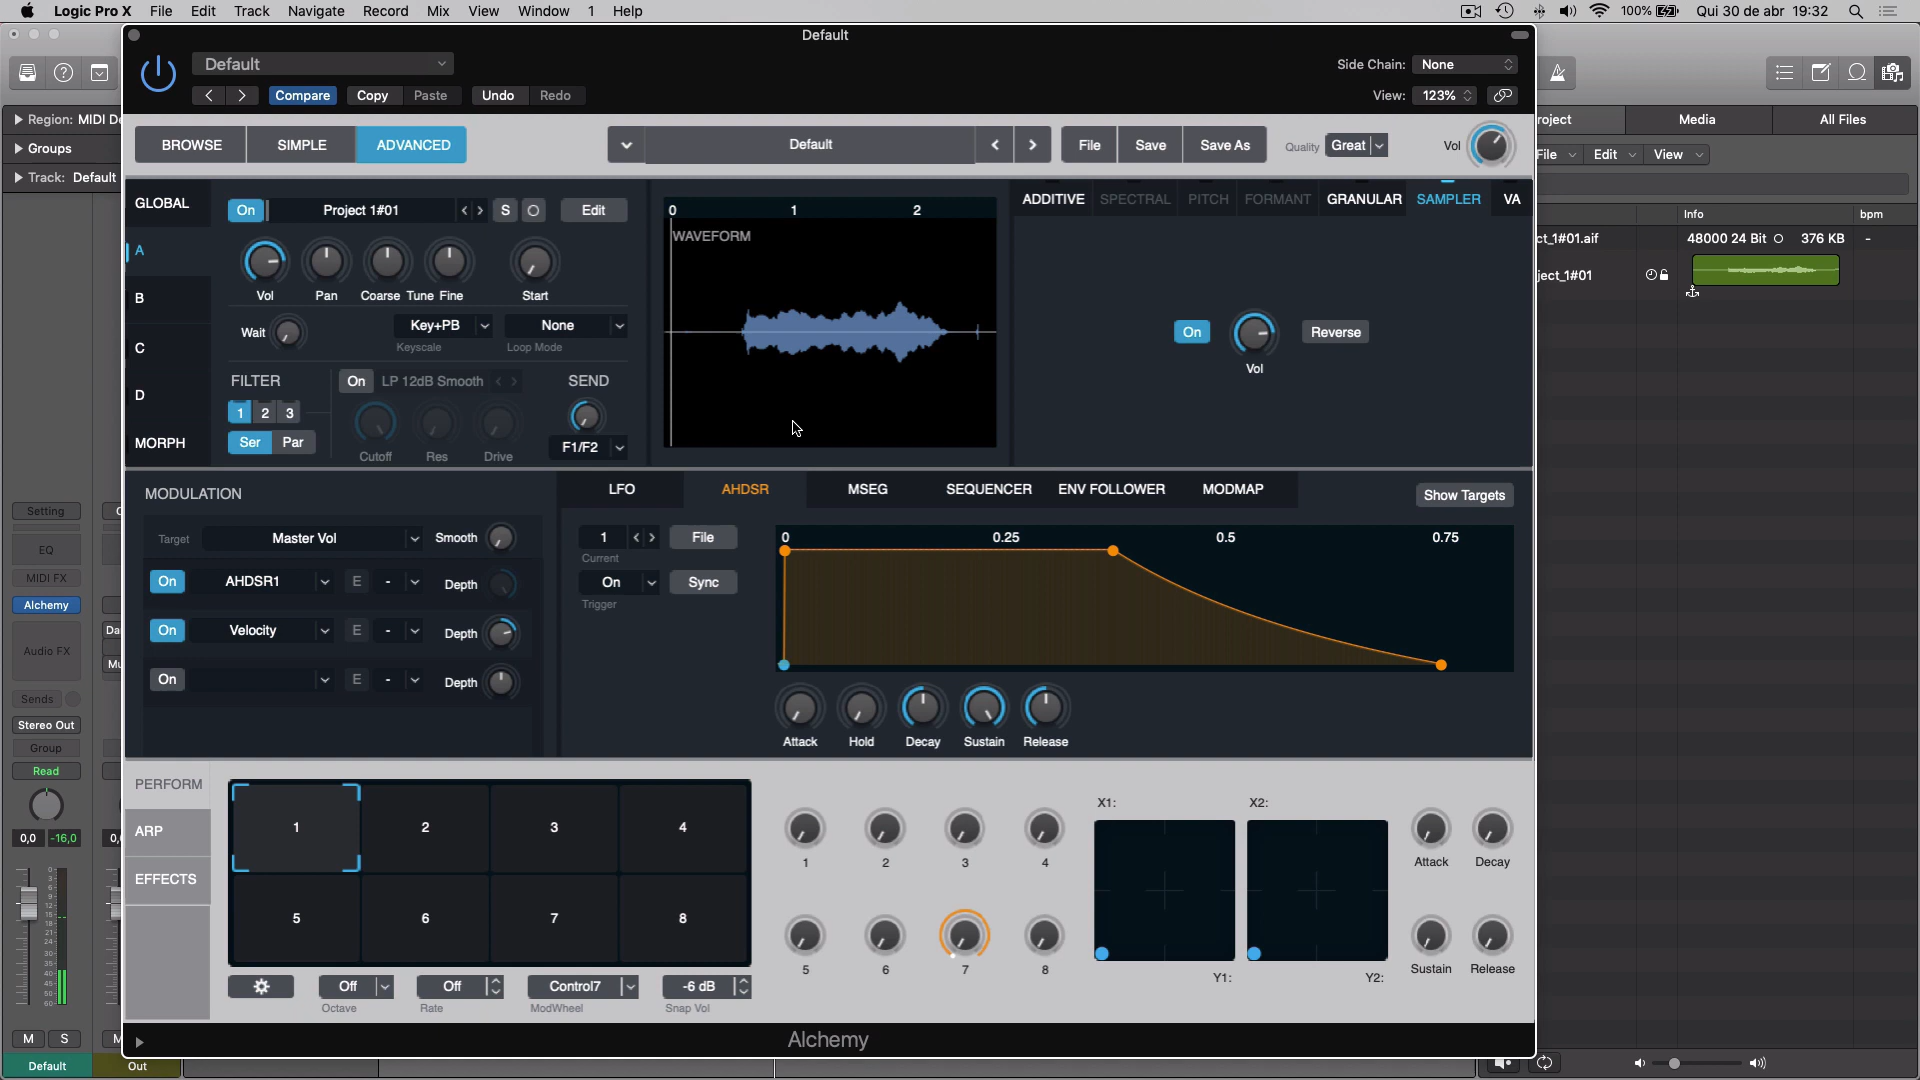 Logic Pro X File Edit Track Navigate Record Mix View Window 1 Help 100% Qui 30 de abr 19:32
Default
Default
Side Chain: None
Compare Copy Paste Undo Redo
View: 123%
BROWSE SIMPLE ADVANCED
Default
File Save Save As Quality Great Vol
Region: MIDI De
Groups
Track: Default
roject Media All Files
File Edit View
Info bpm
ct_1#01.aif 48000 24 Bit 376 KB -
ject_1#01
GLOBAL
A
B
C
D
MORPH
On Project 1#01 S Edit
Vol Pan Coarse Tune Fine Start
Wait Key+PB None
Keyscale Loop Mode
FILTER On LP 12dB Smooth SEND
1 2 3
Ser Par F1/F2
Cutoff Res Drive
0 1 2
WAVEFORM
ADDITIVE SPECTRAL PITCH FORMANT GRANULAR SAMPLER VA
On Reverse
Vol
MODULATION
Target Master Vol Smooth
On AHDSR1 E - Depth
On Velocity E - Depth
On E - Depth
LFO AHDSR MSEG SEQUENCER ENV FOLLOWER MODMAP Show Targets
1 File
Current
On Sync
Trigger
0 0.25 0.5 0.75
Attack Hold Decay Sustain Release
Setting
EQ
MIDI FX
Alchemy
Da
Audio FX
Mu
Sends
Stereo Out
Group
Read
0,0 -16,0 0,
M S M
Default Out
PERFORM
ARP
EFFECTS
1 2 3 4
5 6 7 8
Off Off Control7 -6 dB
Octave Rate ModWheel Snap Vol
1 2 3 4
5 6 7 8
X1: X2:
Y1: Y2:
Attack Decay
Sustain Release
Alchemy